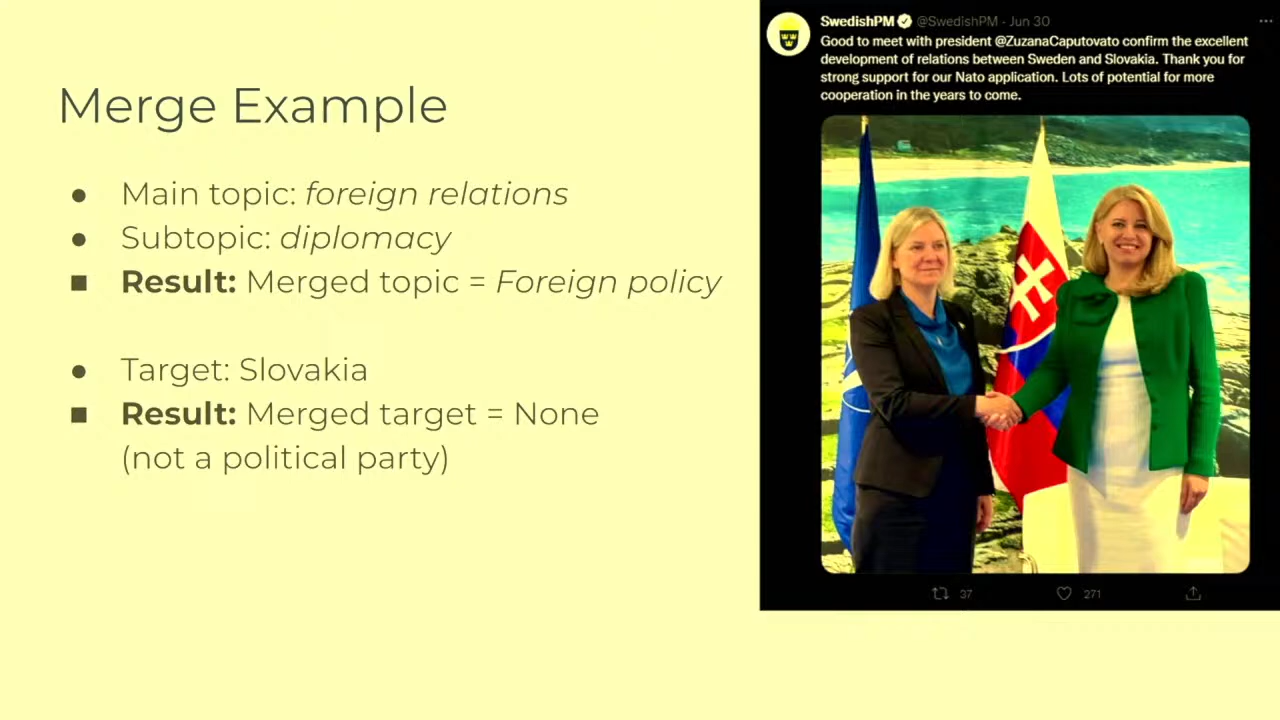 Merge Example
● Main topic: foreign relations
● Subtopic: diplomacy
■ Result: Merged topic = Foreign policy
● Target: Slovakia
■ Result: Merged target = None
(not a political party)
SwedishPM @SwedishPM · Jun 30
Good to meet with president @ZuzanaCaputovato confirm the excellent
development of relations between Sweden and Slovakia. Thank you for
strong support for our Nato application. Lots of potential for more
cooperation in the years to come.
37 271